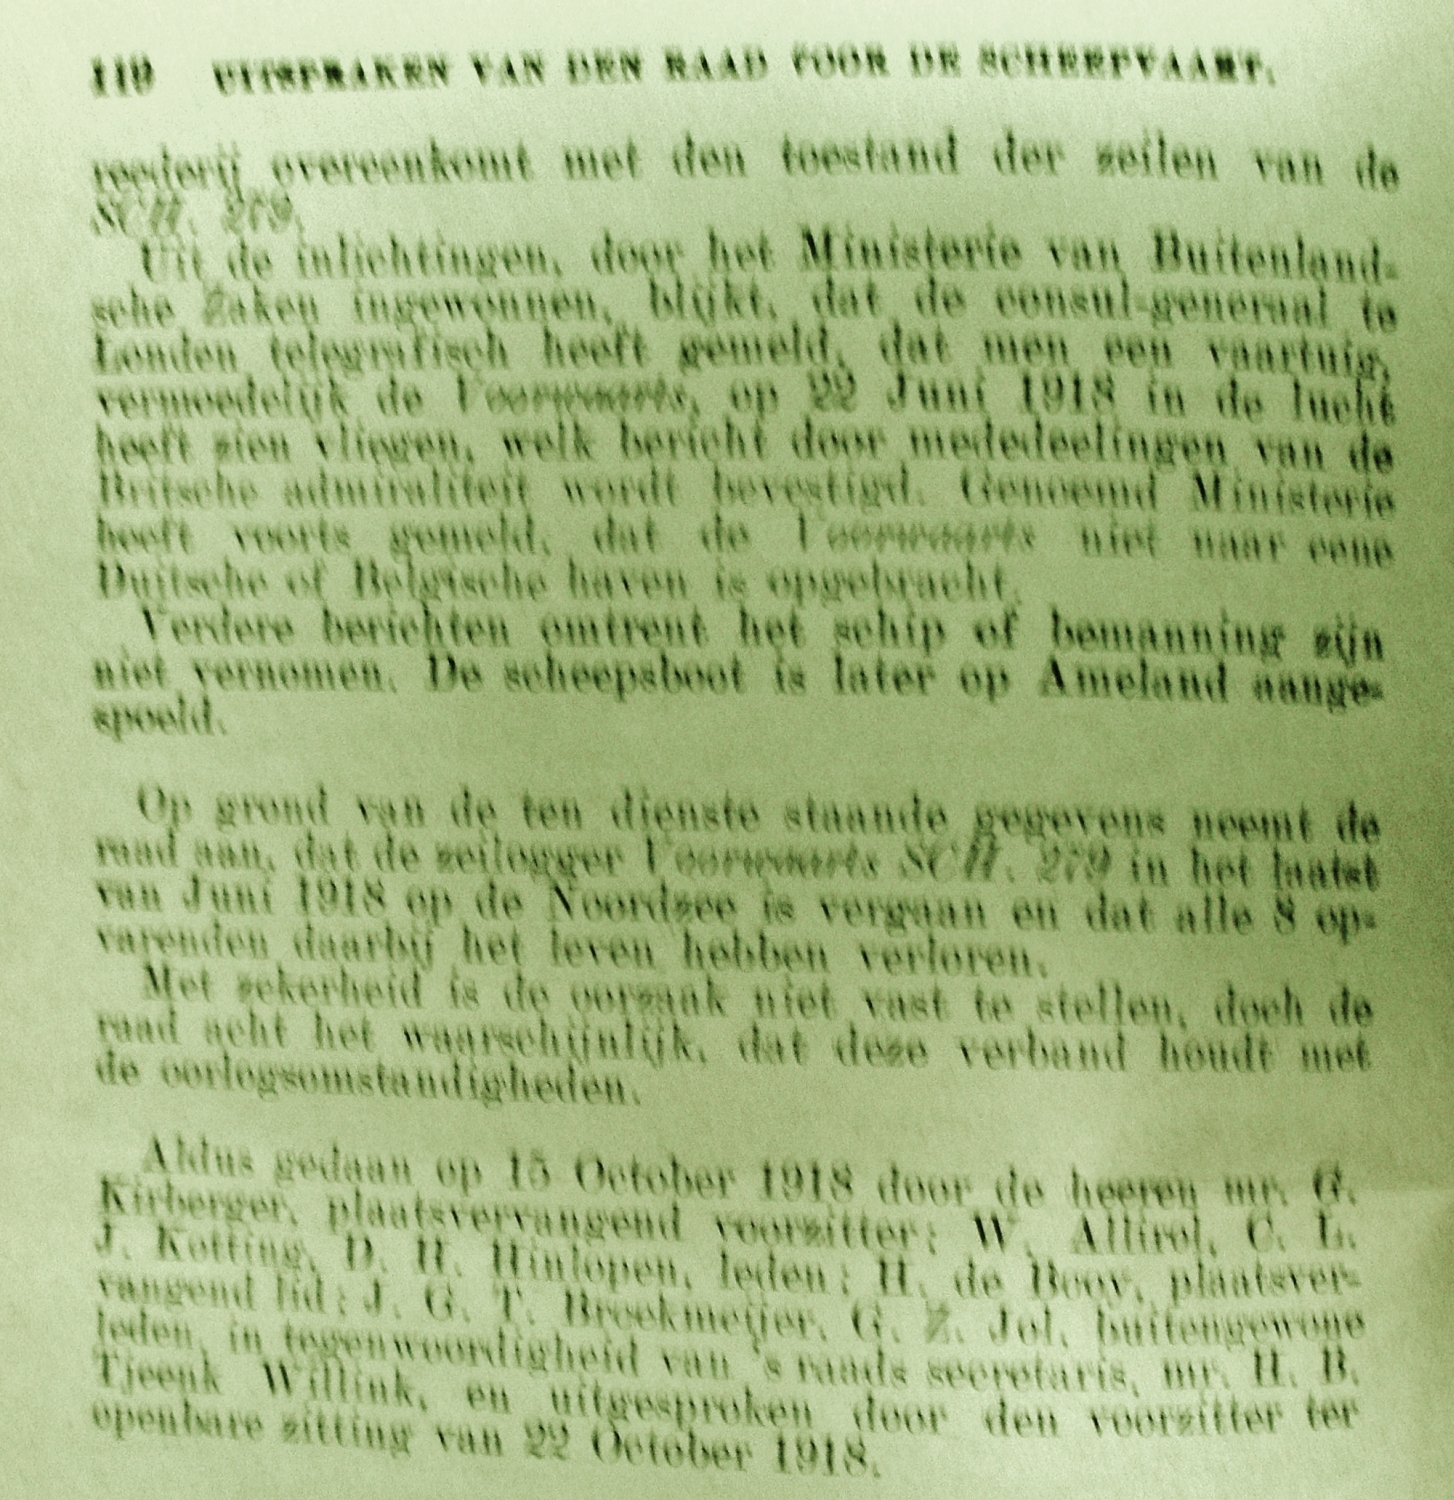 110 UITSPRAKEN VAN DEN RAAD VOOR DE SCHEEPVAART.
reederij overeenkomt met den toestand der zeilen van de
SCH. 279.
Uit de inlichtingen, door het Ministerie van Buitenland-
sche Zaken ingewonnen, blijkt, dat de consul-generaal te
Londen telegrafisch heeft gemeld, dat men een vaartuig,
vermoedelijk de Voorwaarts, op 22 Juni 1918 in de lucht
heeft zien vliegen, welk bericht door mededeelingen van de
Britsche admiraliteit wordt bevestigd. Genoemd Ministerie
heeft voorts gemeld, dat de Voorwaarts niet naar eene
Duitsche of Belgische haven is opgebracht.
Verdere berichten omtrent het schip of bemanning zijn
niet vernomen. De scheepsboot is later op Ameland aange-
spoeld.
Op grond van de ten dienste staande gegevens neemt de
raad aan, dat de zeillogger Voorwaarts SCH. 279 in het laatst
van Juni 1918 op de Noordzee is vergaan en dat alle 8 op-
varenden daarbij het leven hebben verloren.
Met zekerheid is de oorzaak niet vast te stellen, doch de
raad acht het waarschijnlijk, dat deze verband houdt met
de oorlogsomstandigheden.
Aldus gedaan op 15 October 1918 door de heeren mr. G.
Kirberger, plaatsvervangend voorzitter; W. Allirol, C. L.
J. Kotting, D. H. Hinlopen, leden; H. de Booy, plaatsver-
vangend lid; J. G. T. Broekmeijer, G. Z. Jol, buitengewone
leden, in tegenwoordigheid van 's raads secretaris, mr. H. B.
Tjeenk Willink, en uitgesproken door den voorzitter ter
openbare zitting van 22 October 1918.